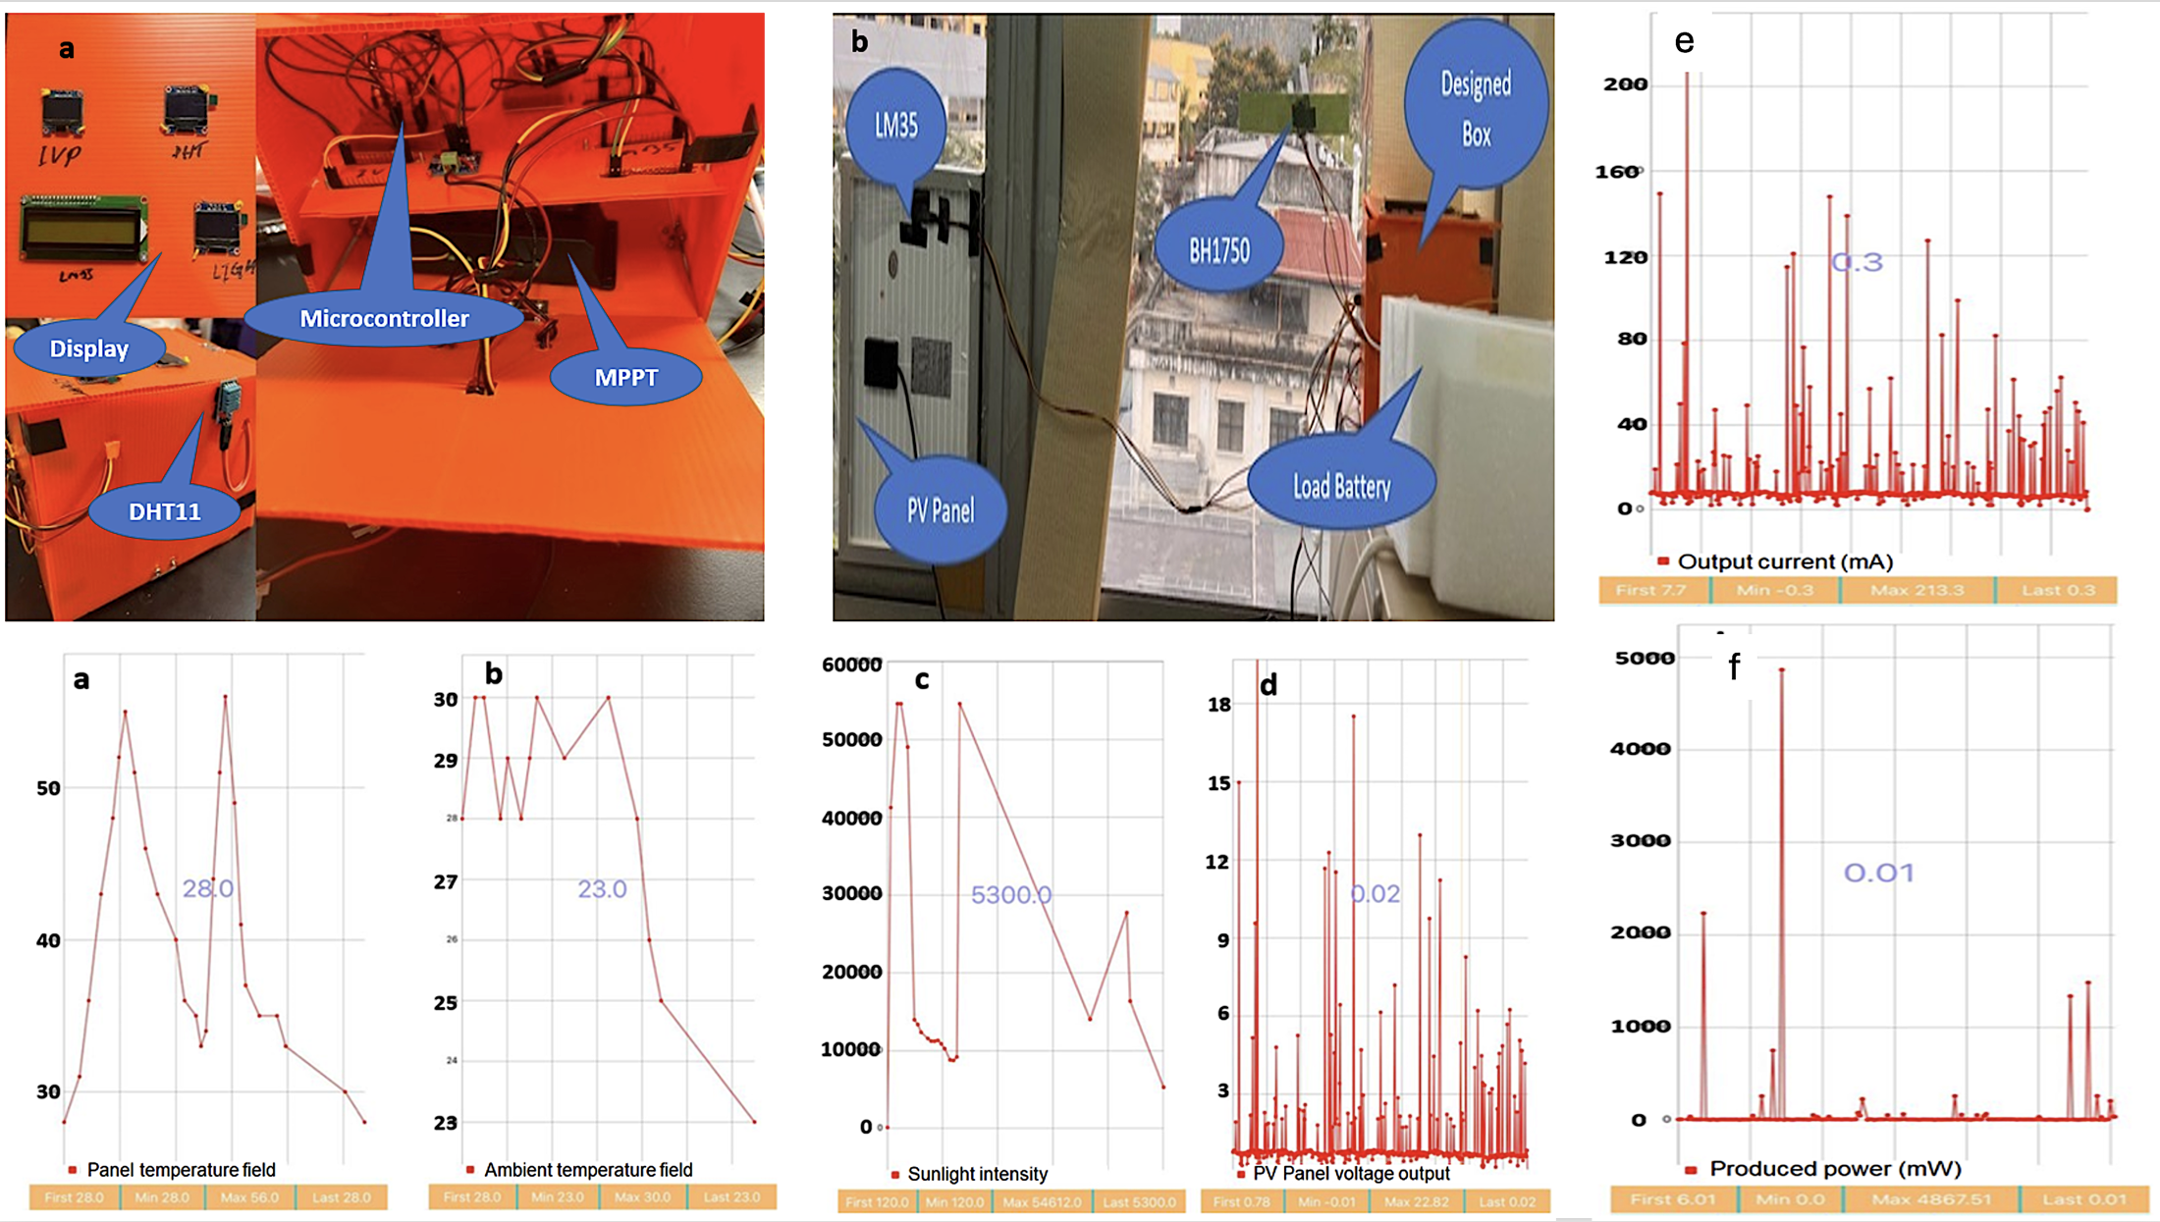 a
IVP
DHT
LM35
LIGH
Display
DHT11
Microcontroller
MPPT
LM35
b
LM35
Designed
Box
BH1750
Load Battery
PV Panel
e
200
160
120
80
40
0
0.3
Output current (mA)
First 7.7
Min -0.3
Max 213.3
Last 0.3
a
50
40
30
28.0
Panel temperature field
First 28.0
Min 28.0
Max 56.0
Last 28.0
b
30
29
28
27
26
25
24
23
23.0
Ambient temperature field
First 28.0
Min 23.0
Max 30.0
Last 23.0
c
60000
50000
40000
30000
20000
10000
0
5300.0
Sunlight intensity
First 120.0
Min 120.0
Max 54612.0
Last 5300.0
d
18
15
12
9
6
3
0.02
PV Panel voltage output
First 0.78
Min -0.01
Max 22.82
Last 0.02
f
5000
4000
3000
2000
1000
0
0.01
Produced power (mW)
First 6.01
Min 0.0
Max 4867.51
Last 0.01